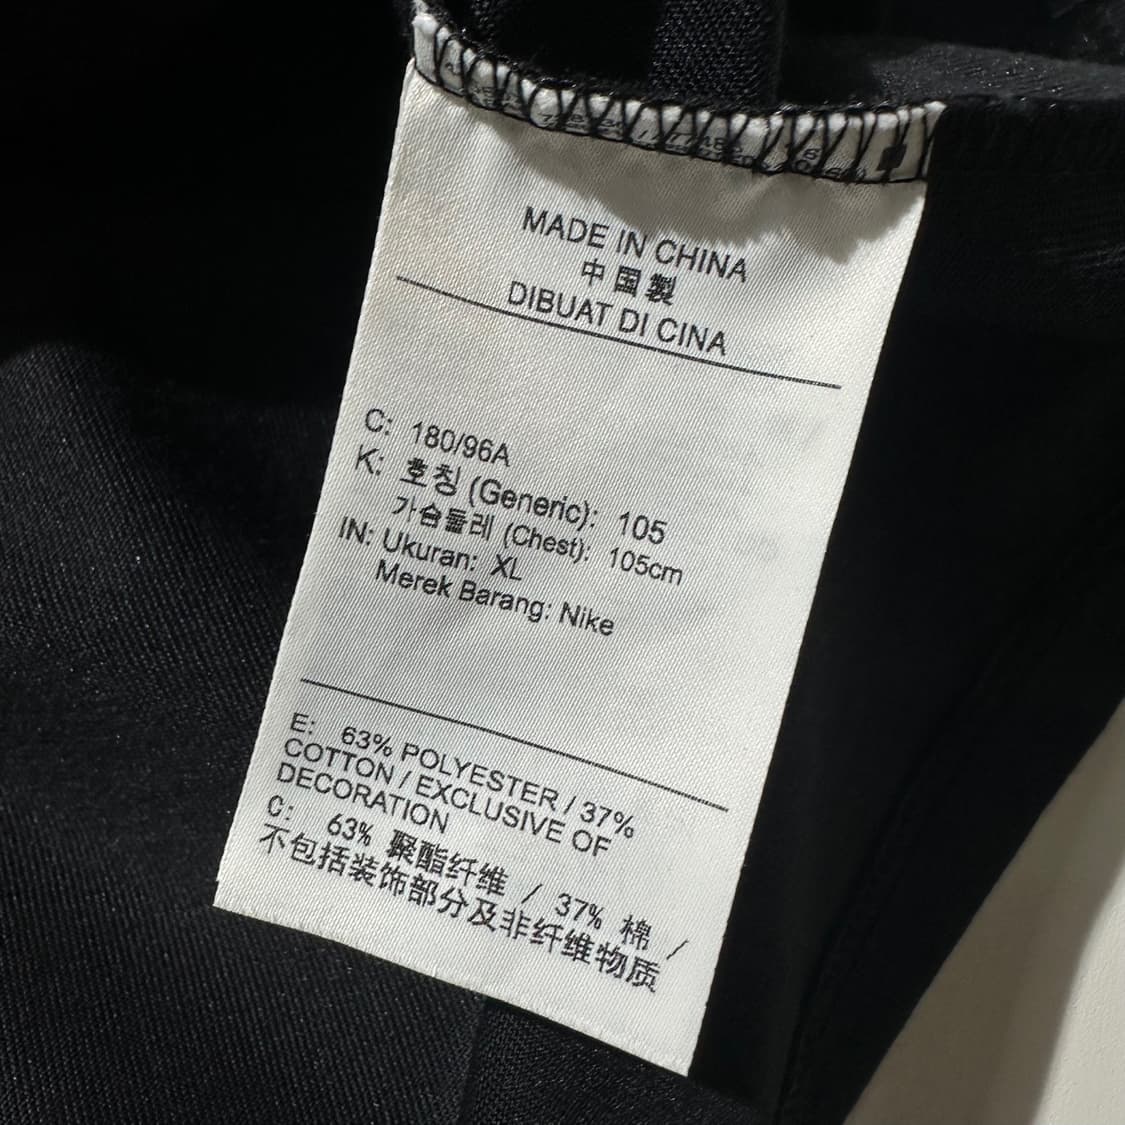 MADE IN CHINA
中国製
DIBUAT DI CINA
C: 180/96A
K: 호칭 (Generic): 105
가슴둘레 (Chest): 105cm
IN: Ukuran: XL
Merek Barang: Nike
E: 63% POLYESTER / 37%
COTTON / EXCLUSIVE OF
DECORATION
C: 63% 聚酯纤维 / 37% 棉 /
不包括装饰部分及非纤维物质